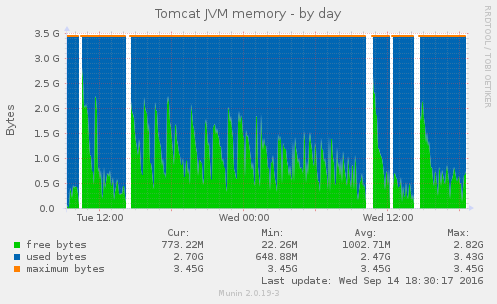 Tomcat JVM memory - by day
RRDTOOL / TOBI OETIKER
Bytes
3.5 G
3.0 G
2.5 G
2.0 G
1.5 G
1.0 G
0.5 G
0.0
Tue 12:00 Wed 00:00 Wed 12:00
Cur: Min: Avg: Max:
free bytes 773.22M 22.26M 1002.71M 2.82G
used bytes 2.70G 648.88M 2.47G 3.43G
maximum bytes 3.45G 3.45G 3.45G 3.45G
Last update: Wed Sep 14 18:30:17 2016
Munin 2.0.19-3